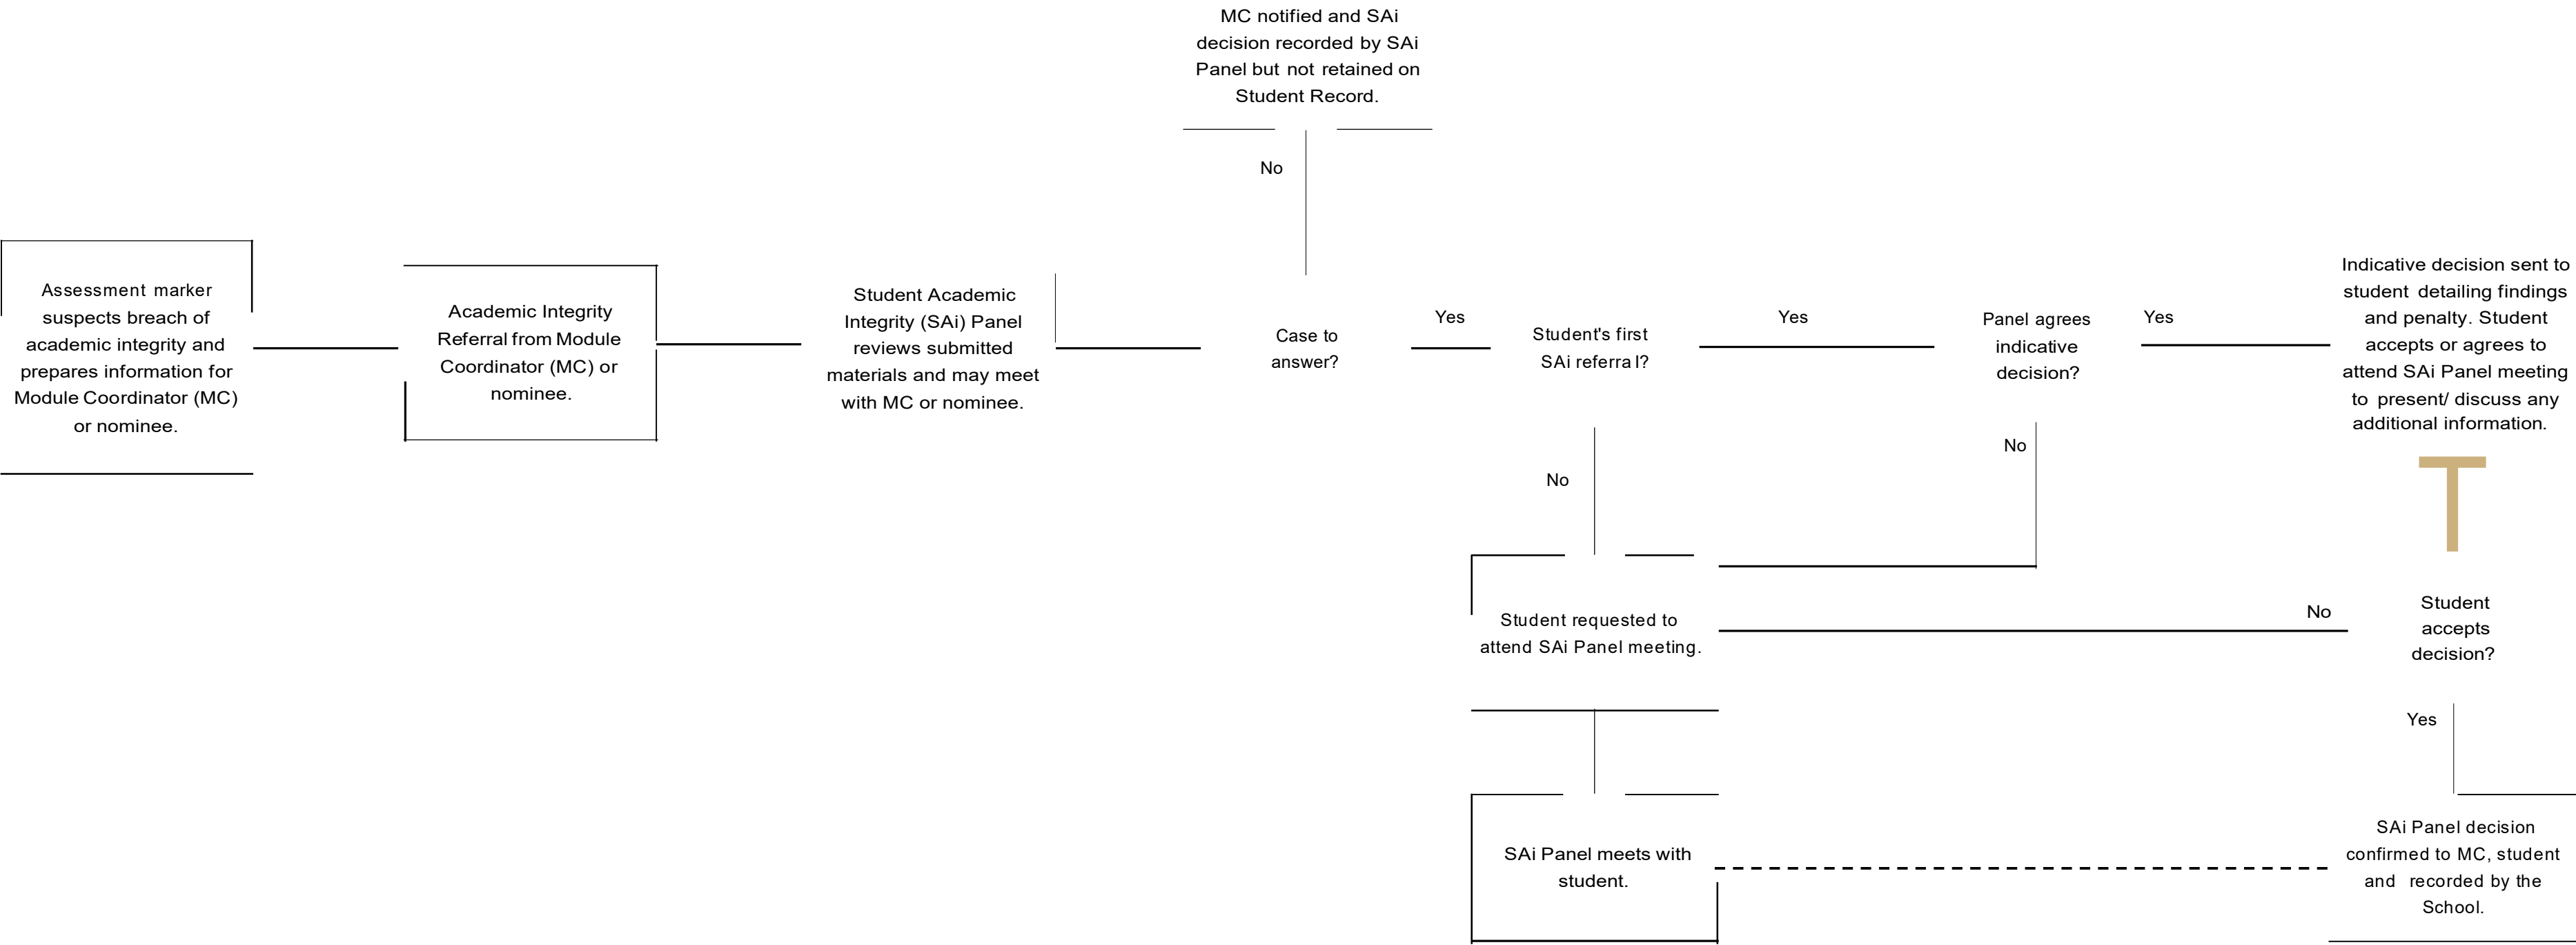 MC notified and SAi
decision recorded by SAi
Panel but not retained on
Student Record.
No
Assessment marker
suspects breach of
academic integrity and
prepares information for
Module Coordinator (MC)
or nominee.
Academic Integrity
Referral from Module
Coordinator (MC) or
nominee.
Student Academic
Integrity (SAi) Panel
reviews submitted
materials and may meet
with MC or nominee.
Case to
answer?
Yes
Student's first
SAi referra l?
Yes
Panel agrees
indicative
decision?
Yes
Indicative decision sent to
student detailing findings
and penalty. Student
accepts or agrees to
attend SAi Panel meeting
to present/ discuss any
additional information.
No
No
Student requested to
attend SAi Panel meeting.
No
Student
accepts
decision?
Yes
SAi Panel meets with
student.
SAi Panel decision
confirmed to MC, student
and recorded by the
School.